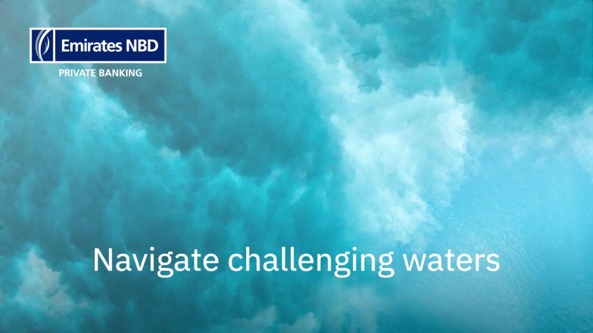 Emirates NBD
PRIVATE BANKING
Navigate challenging waters